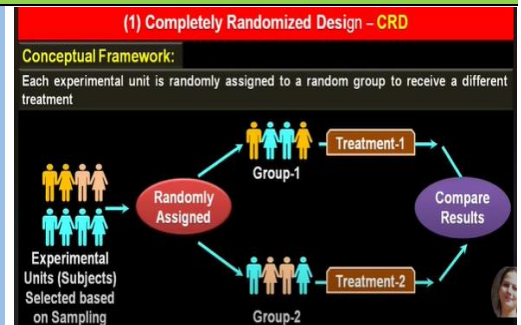 (1) Completely Randomized Design – CRD
Conceptual Framework:
Each experimental unit is randomly assigned to a random group to receive a different
treatment
Group-1
Treatment-1
Randomly
Assigned
Compare
Results
Experimental
Units (Subjects)
Selected based
on Sampling
Group-2
Treatment-2